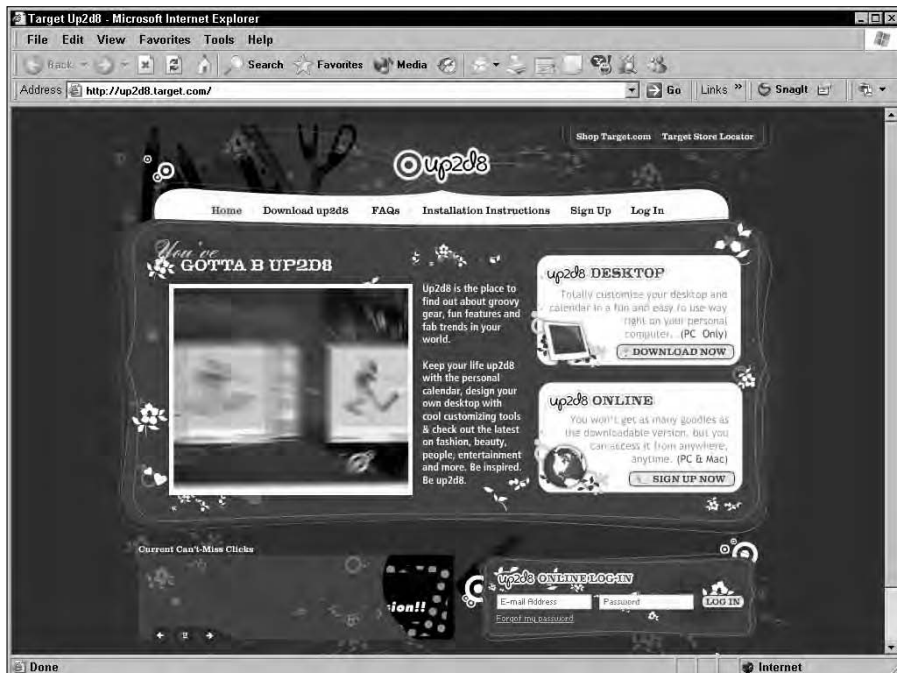 Target Up2d8 - Microsoft Internet Explorer
File Edit View Favorites Tools Help
Back Search Favorites Media
Address http://up2d8.target.com/ Go Links » SnagIt
Shop Target.com Target Store Locator
up2d8
Home Download up2d8 FAQs Installation Instructions Sign Up Log In
You've
GOTTA B UP2D8
Up2d8 is the place to
find out about groovy
gear, fun features and
fab trends in your
world.
Keep your life up2d8
with the personal
calendar, design your
own desktop with
cool customizing tools
& check out the latest
on fashion, beauty,
people, entertainment
and more. Be inspired.
Be up2d8.
up2d8 DESKTOP
Totally customize your desktop and
calendar in a fun and easy to use way
right on your personal
computer. (PC Only)
DOWNLOAD NOW
up2d8 ONLINE
You won't get as many goodies as
the downloadable version, but you
can access it from anywhere,
anytime. (PC & Mac)
SIGN UP NOW
Current Can't-Miss Clicks
sion!!
2
up2d8 ONLINE LOG-IN
E-mail Address Password LOG IN
Forgot my password
Done Internet